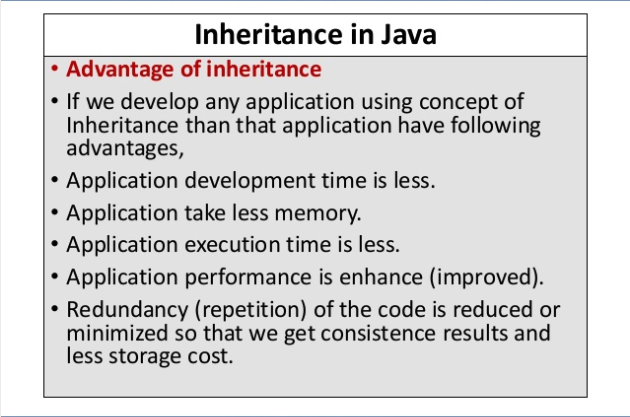 Inheritance in Java
• Advantage of inheritance
• If we develop any application using concept of
Inheritance than that application have following
advantages,
• Application development time is less.
• Application take less memory.
• Application execution time is less.
• Application performance is enhance (improved).
• Redundancy (repetition) of the code is reduced or
minimized so that we get consistence results and
less storage cost.